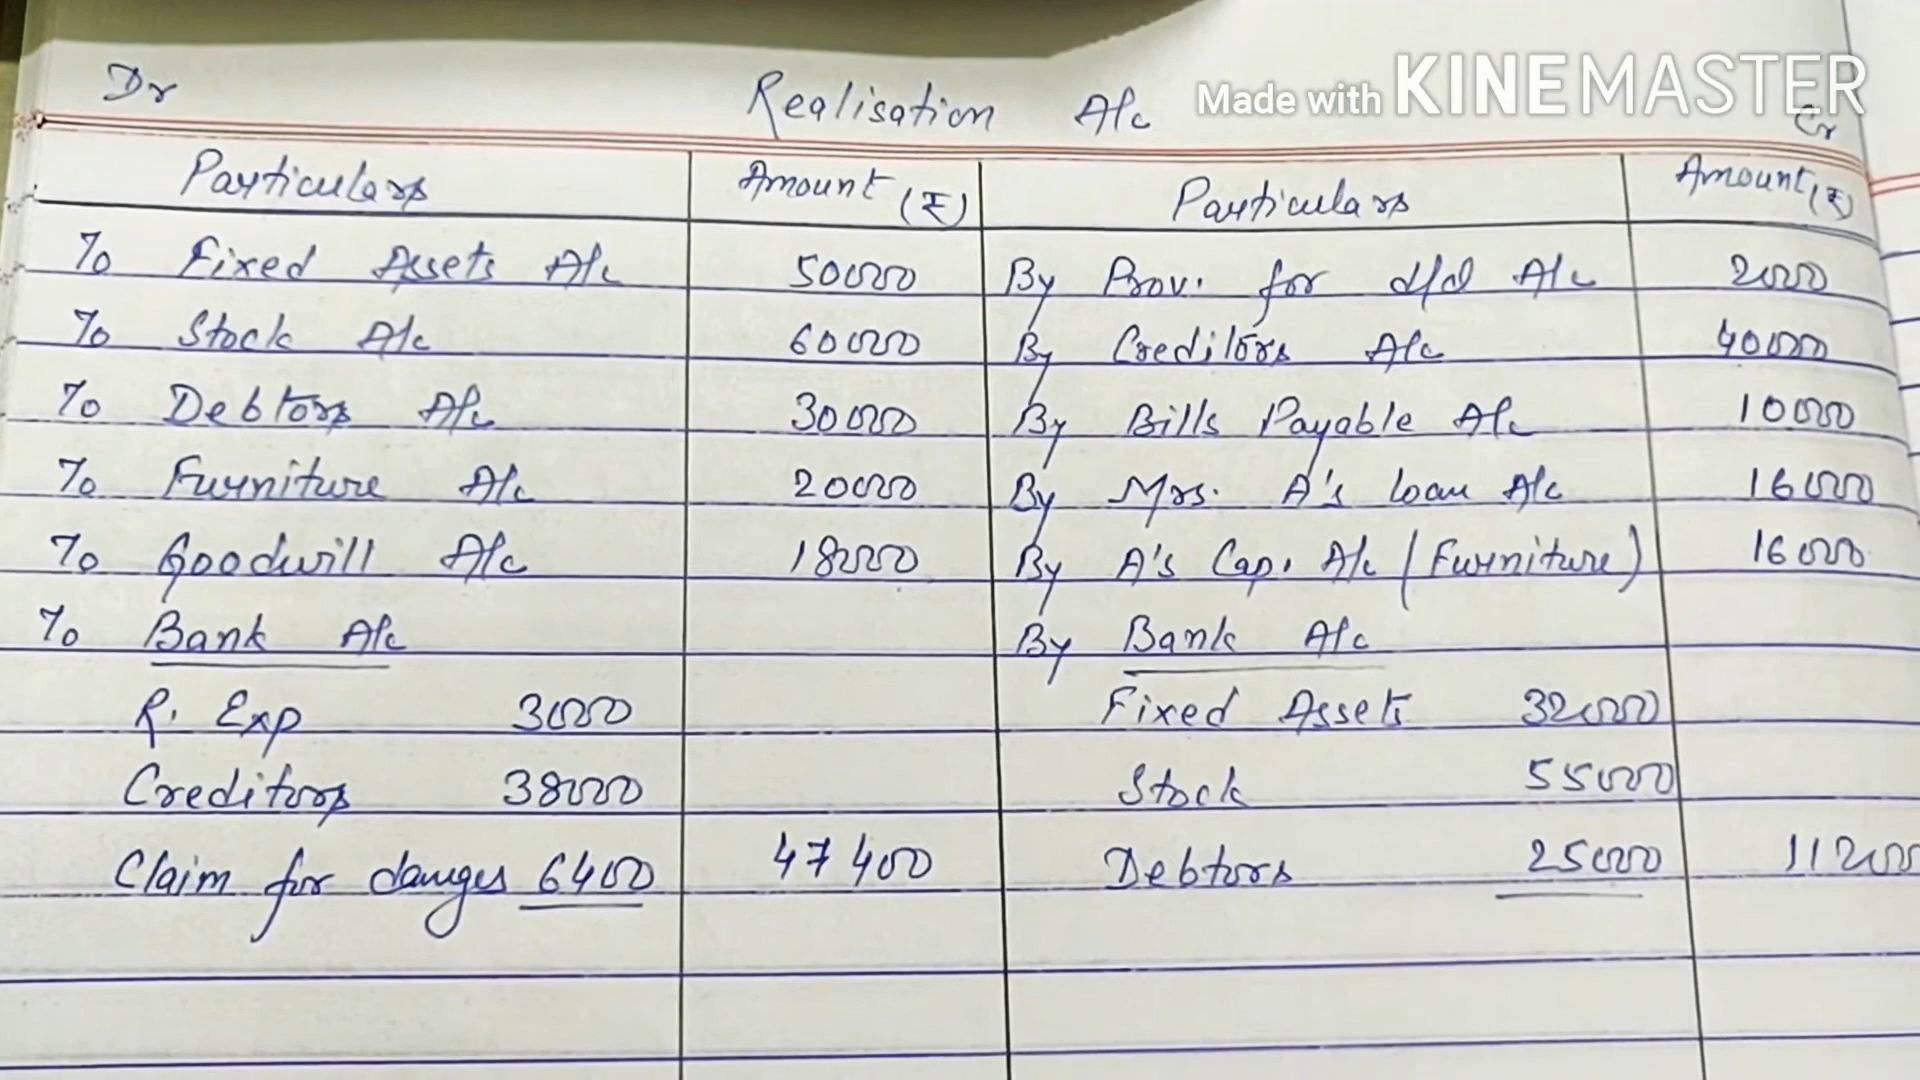 Made with KINEMASTER
Dr Realisation A/c Cr
Particulars Amount (₹) Particulars Amount (₹)
To Fixed Assets A/c 50000 By Prov. for d/d A/c 2000
To Stock A/c 60000 By Creditors A/c 40000
To Debtors A/c 30000 By Bills Payable A/c 10000
To Furniture A/c 20000 By Mrs. A's loan A/c 16000
To Goodwill A/c 18000 By A's Cap. A/c (Furniture) 16000
To Bank A/c By Bank A/c
R. Exp 3000 Fixed Assets 32000
Creditors 38000 Stock 55000
Claim for damges 6400 47400 Debtors 25000 11200